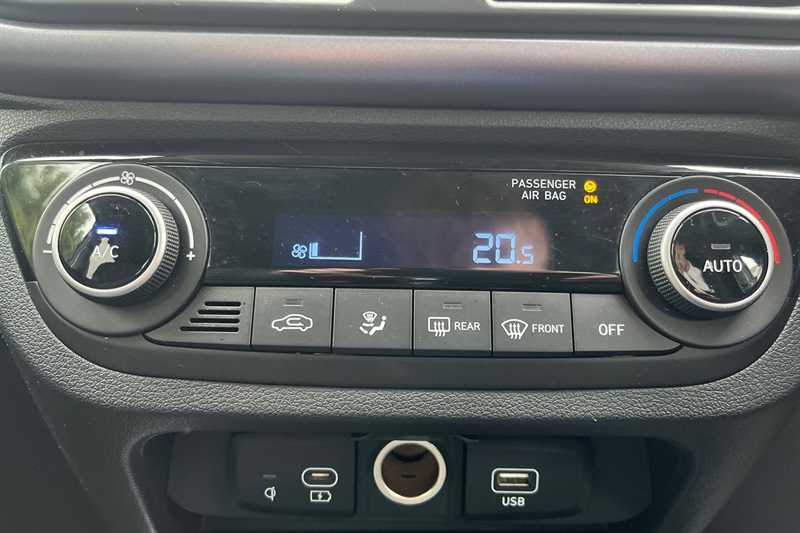 PASSENGER
AIR BAG ON
20.5
- A/C +
AUTO
REAR
FRONT
OFF
USB